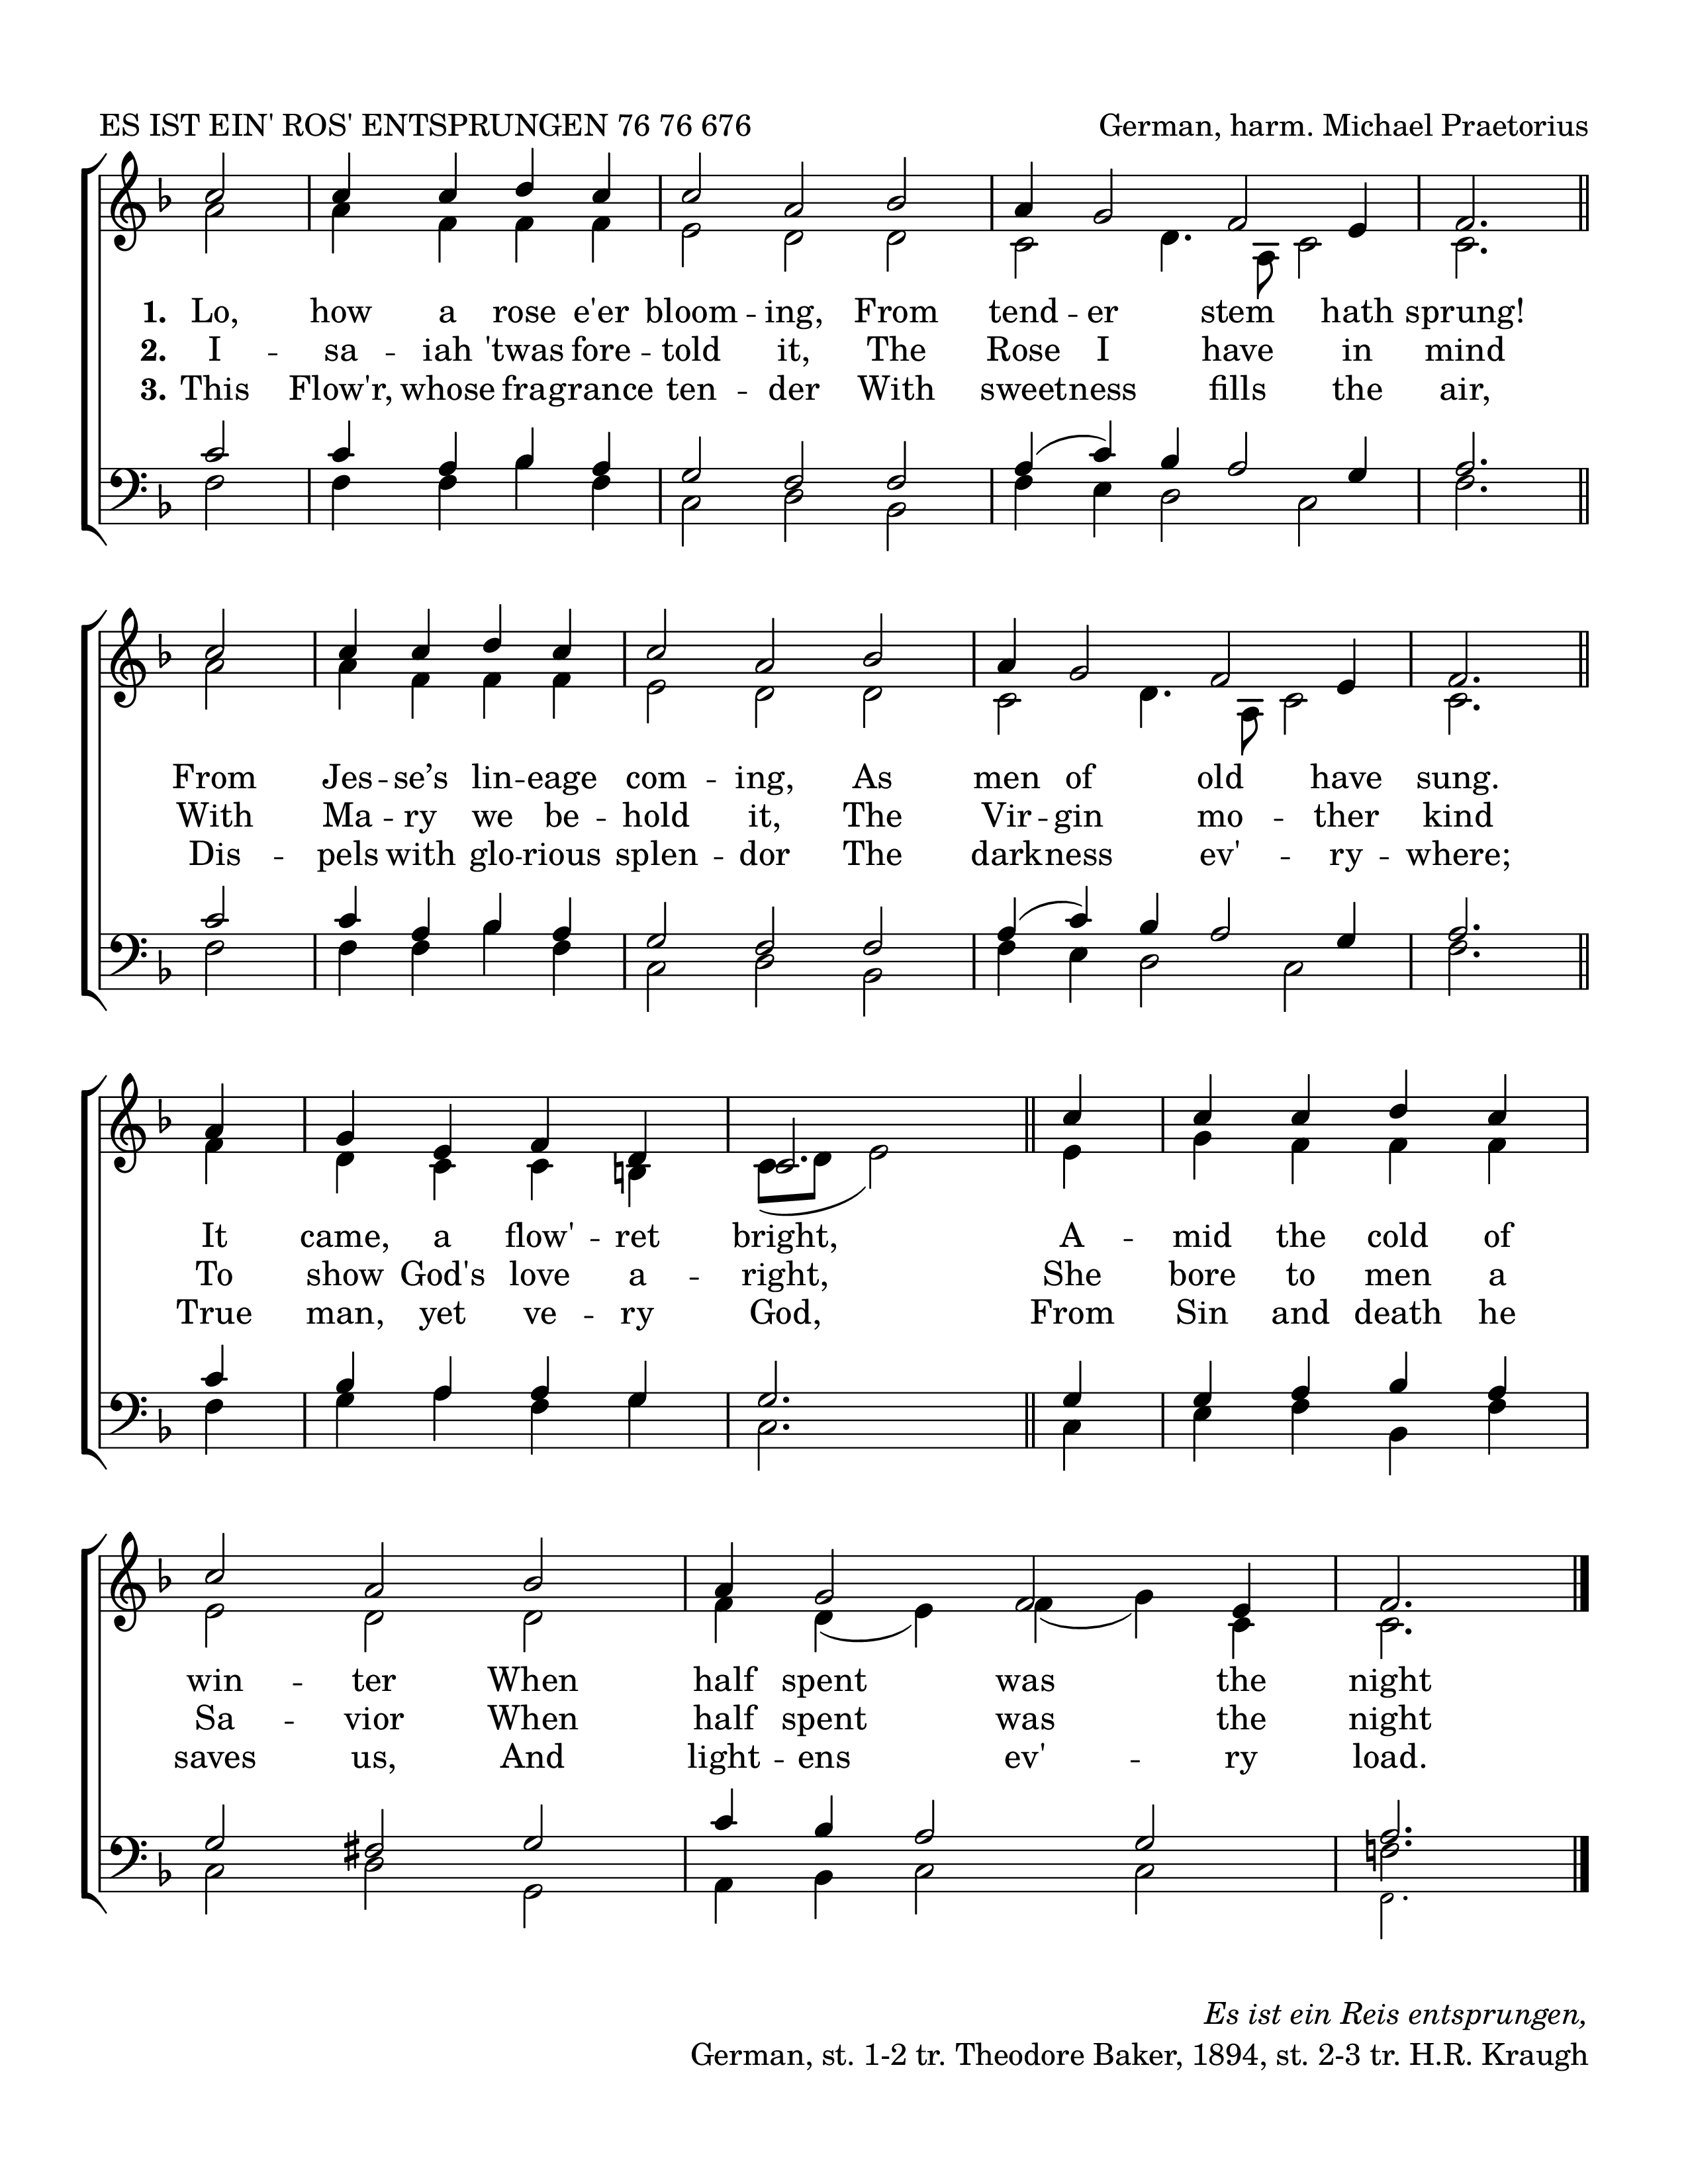 ES IST EIN' ROS' ENTSPRUNGEN 76 76 676
German, harm. Michael Praetorius
1. Lo, how a rose e'er bloom -- ing, From tend -- er stem hath sprung!
2. I -- sa -- iah 'twas fore -- told it, The Rose I have in mind
3. This Flow'r, whose fragrance ten -- der With sweetness fills the air,
From Jes -- se’s lin -- eage com -- ing, As men of old have sung.
With Ma -- ry we be -- hold it, The Vir -- gin mo -- ther kind
Dis -- pels with glo -- rious splen -- dor The darkness ev' -- ry -- where;
It came, a flow' -- ret bright, A -- mid the cold of
To show God's love a -- right, She bore to men a
True man, yet ve -- ry God, From Sin and death he
win -- ter When half spent was the night
Sa -- vior When half spent was the night
saves us, And light -- ens ev' -- ry load.
Es ist ein Reis entsprungen,
German, st. 1-2 tr. Theodore Baker, 1894, st. 2-3 tr. H.R. Kraugh